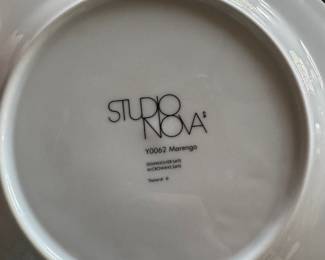 STUDIO
NOVA®
Y0062 Marengo
DISHWASHER SAFE
MICROWAVE SAFE